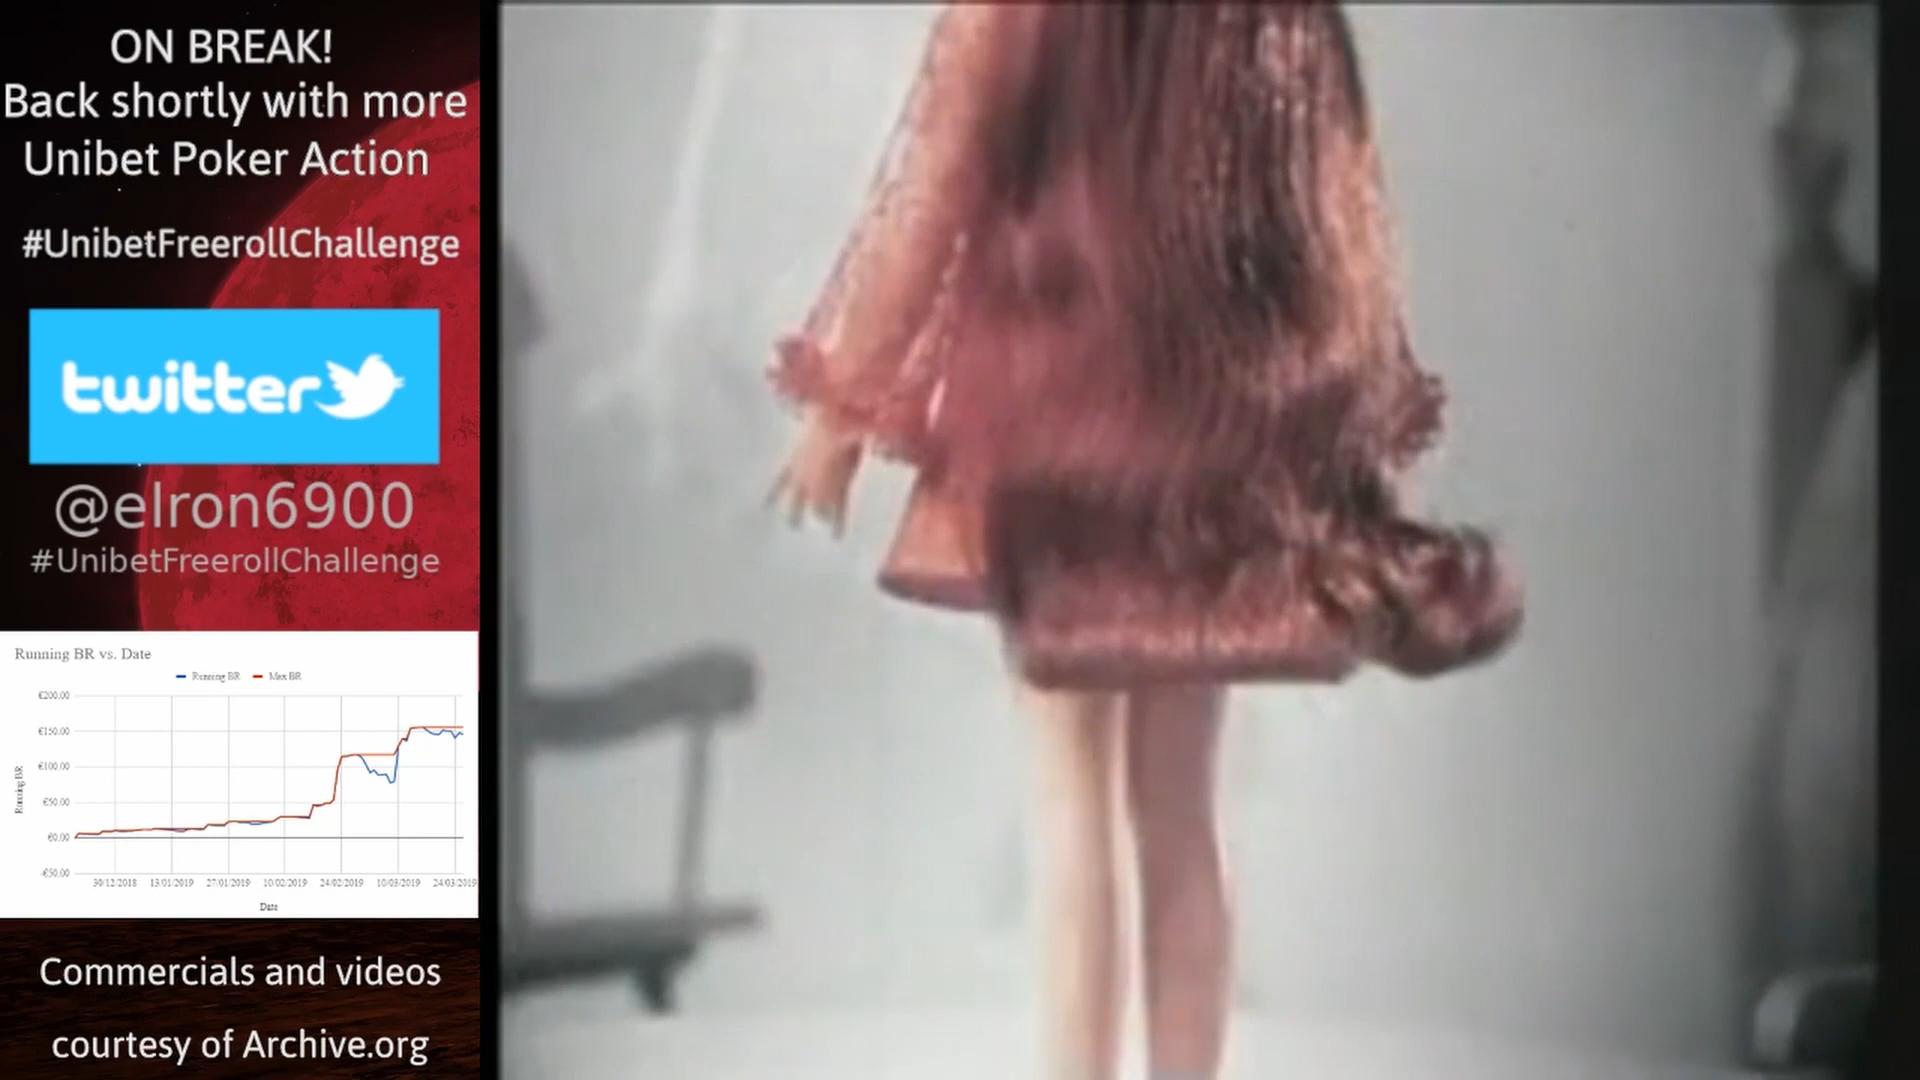 ON BREAK!
Back shortly with more
Unibet Poker Action
#UnibetFreerollChallenge
twitter
@elron6900
#UnibetFreerollChallenge
Running BR vs. Date
Running BR
Max BR
€200.00
€150.00
€100.00
€50.00
€0.00
-€50.00
Running BR
30/12/2018
13/01/2019
27/01/2019
10/02/2019
24/02/2019
10/03/2019
24/03/2019
Date
Commercials and videos
courtesy of Archive.org